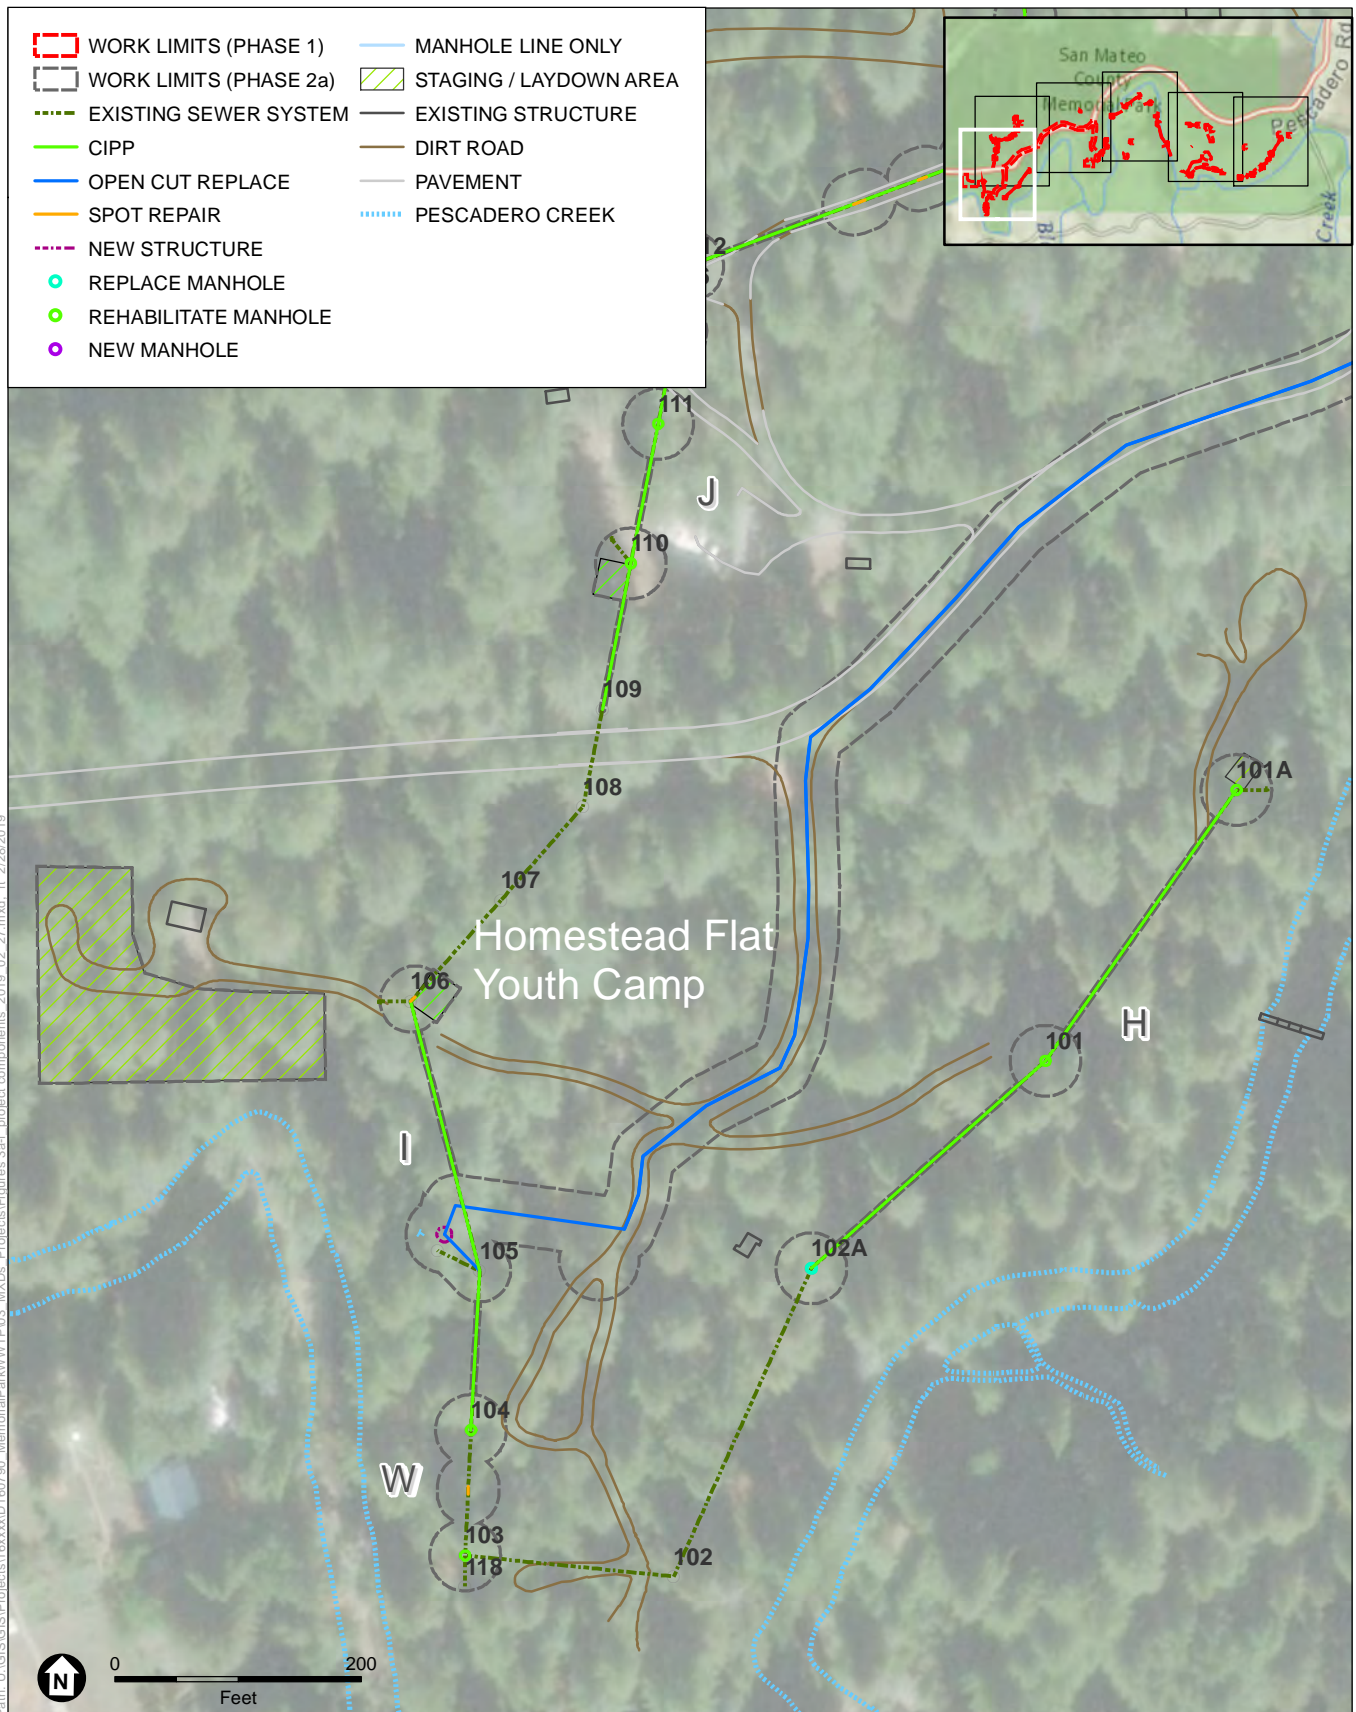 WORK LIMITS (PHASE 1)
WORK LIMITS (PHASE 2a)
EXISTING SEWER SYSTEM
CIPP
OPEN CUT REPLACE
SPOT REPAIR
NEW STRUCTURE
REPLACE MANHOLE
REHABILITATE MANHOLE
NEW MANHOLE
MANHOLE LINE ONLY
STAGING / LAYDOWN AREA
EXISTING STRUCTURE
DIRT ROAD
PAVEMENT
PESCADERO CREEK
San Mateo
County
Memorial Park
Pescadero Rd
Creek
111
J
110
109
108
101A
107
Homestead Flat
Youth Camp
106
H
101
I
105
102A
104
W
103
118
102
N
0
200
Feet